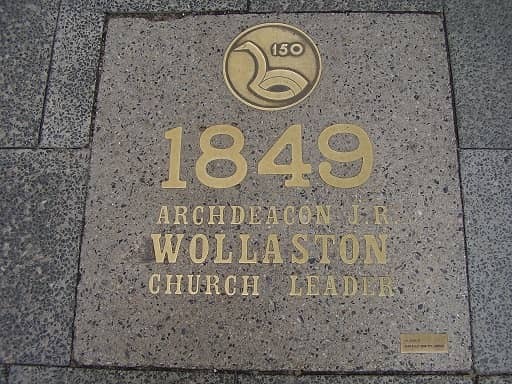 150
1849
ARCHDEACON J.R.
WOLLASTON
CHURCH LEADER